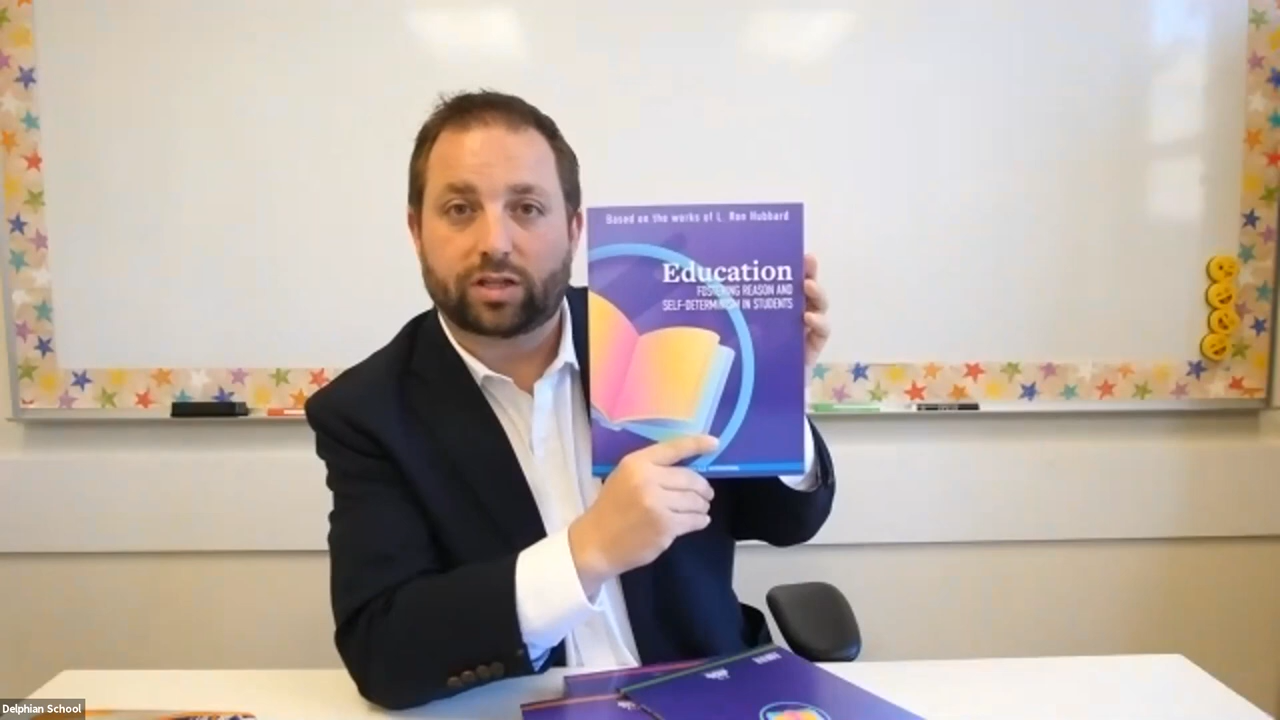 Based on the works of L. Ron Hubbard
Education
FOSTERING REASON AND
SELF-DETERMINISM IN STUDENTS
Delphian School